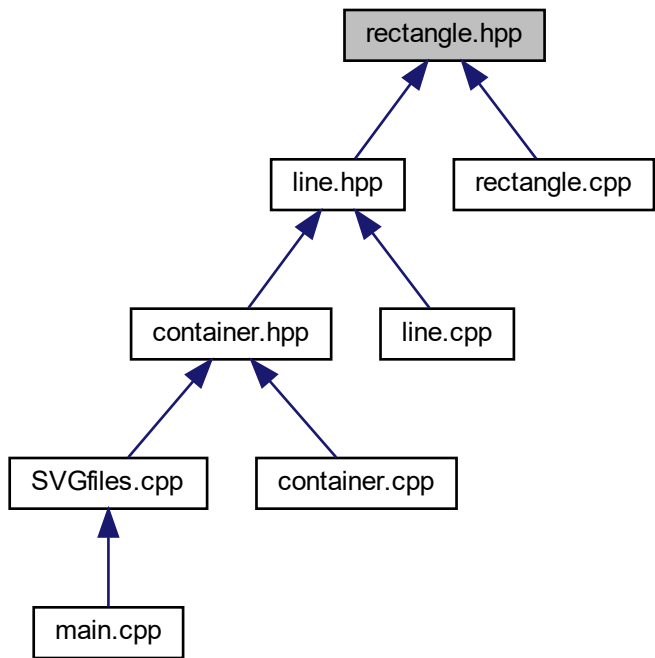 rectangle.hpp
line.hpp
rectangle.cpp
container.hpp
line.cpp
SVGfiles.cpp
container.cpp
main.cpp